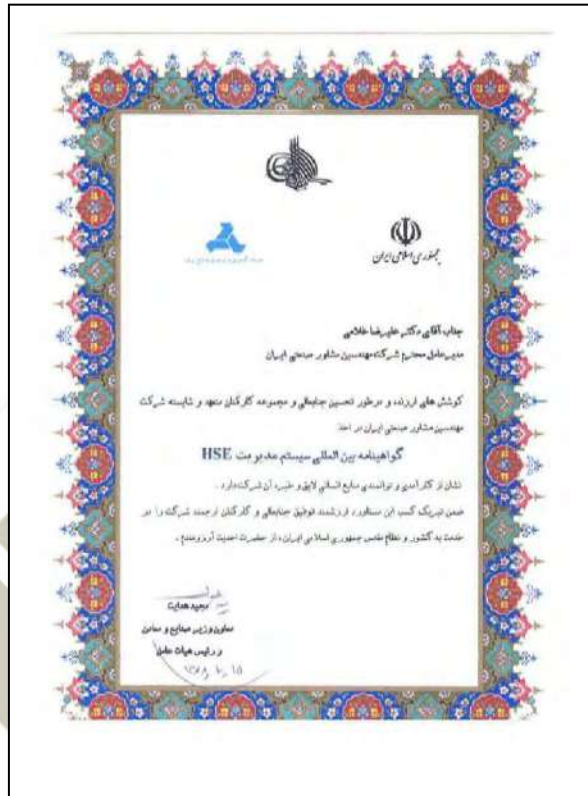 جمهوری اسلامی ایران
جناب آقای دکتر علیرضا خلاصی
مدیرعامل محترم شرکت مهندسین مشاور صنعتی ایران
کوشش های ارزنده و درخور تحسین جنابعالی و مجموعه کارکنان متعهد و شایسته شرکت
مهندسین مشاور صنعتی ایران در اخذ
گواهینامه بین المللی سیستم مدیریت HSE
نشان از کارآمدی و توانمندی منابع انسانی لایق و خبره آن شرکت دارد .
ضمن تبریک کسب این دستاورد ارزشمند توفیق جنابعالی و کارکنان ارجمند شرکت را در
خدمت به کشور و نظام مقدس جمهوری اسلامی ایران، از حضرت احدیت آرزومندم .
مجید هدایت
معاون وزیر صنایع و معادن
و رئیس هیات عامل